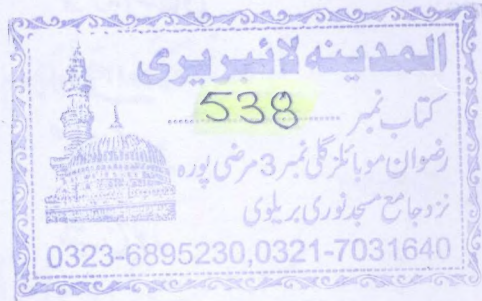 المدینہ لائبریری
کتاب نمبر 538
رضوان موبائلز گلی نمبر 3 مرضی پورہ
نزد جامع مسجد نوری بریلوی
0323-6895230,0321-7031640